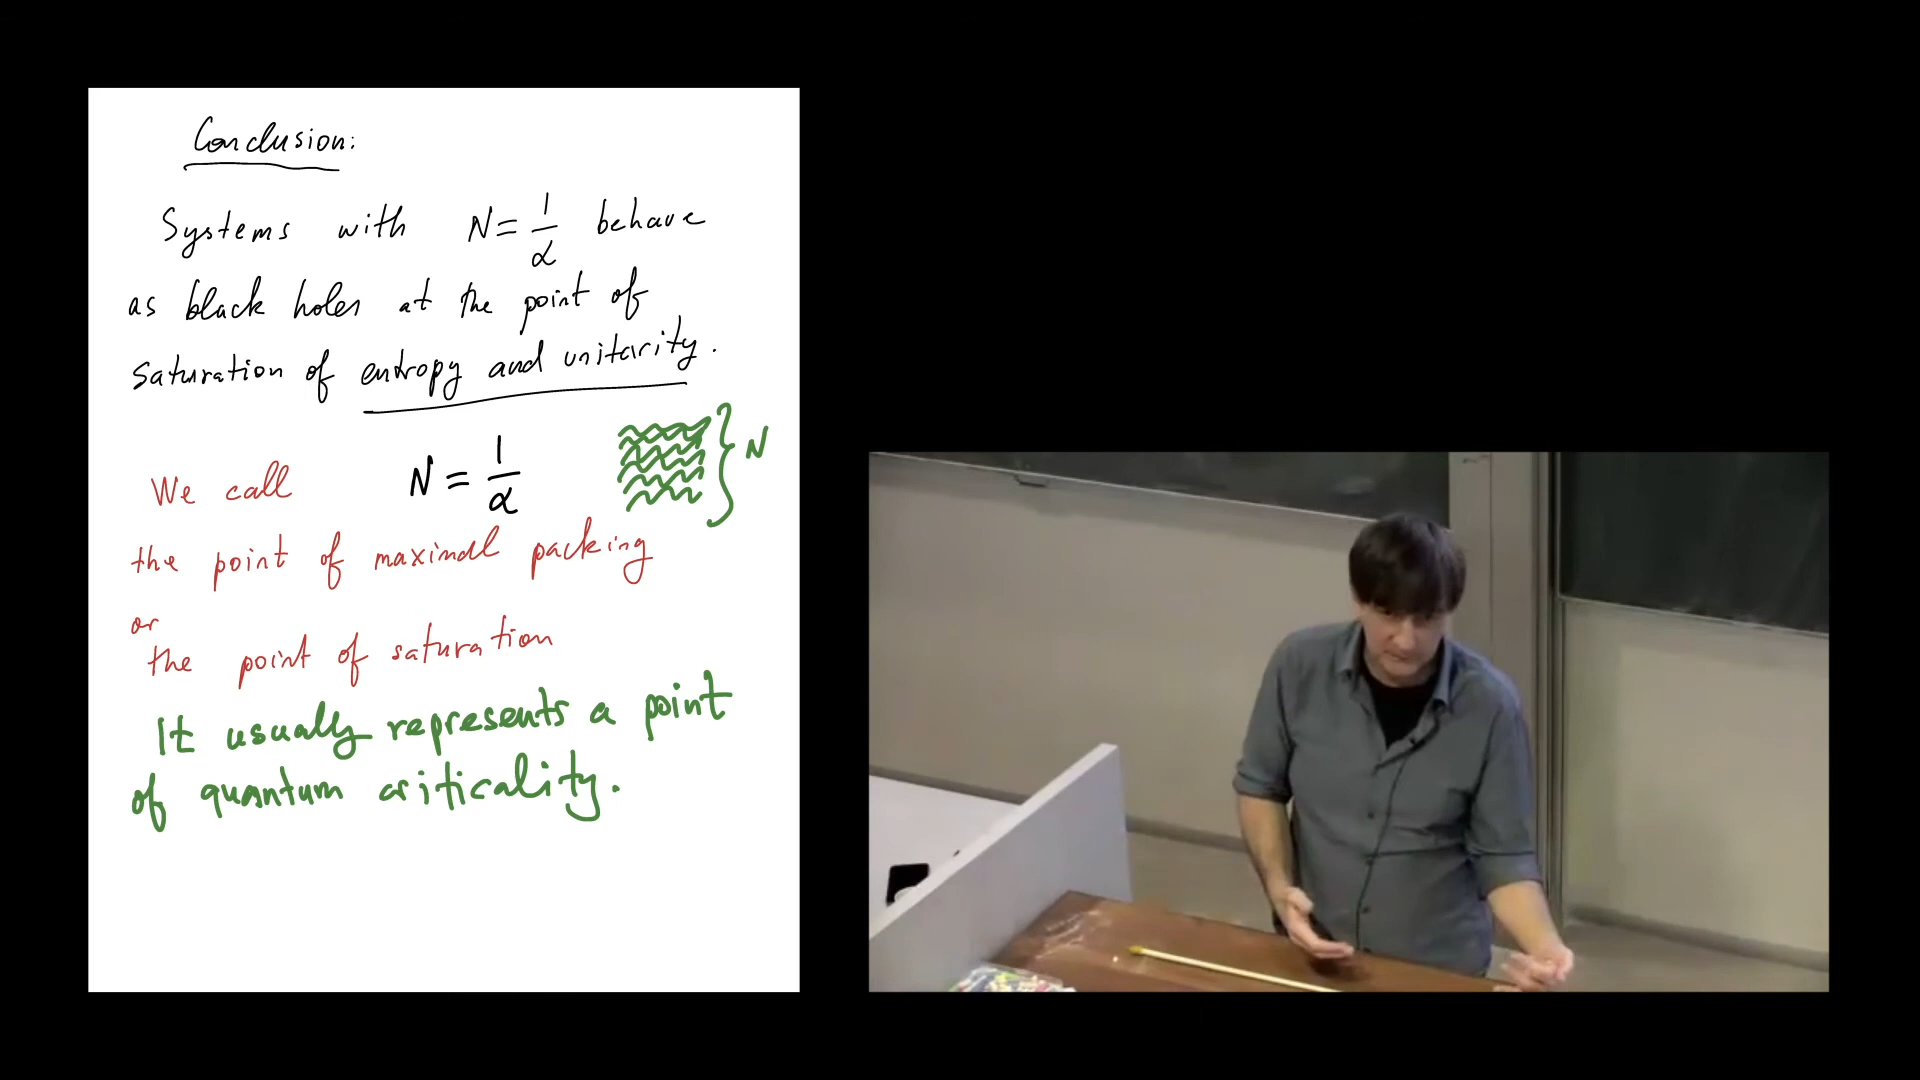 Conclusion:
Systems with N = 1/α behave
as black holes at the point of
saturation of entropy and unitarity.
We call N = 1/α } N
the point of maximal packing
or
the point of saturation
It usually represents a point
of quantum criticality.